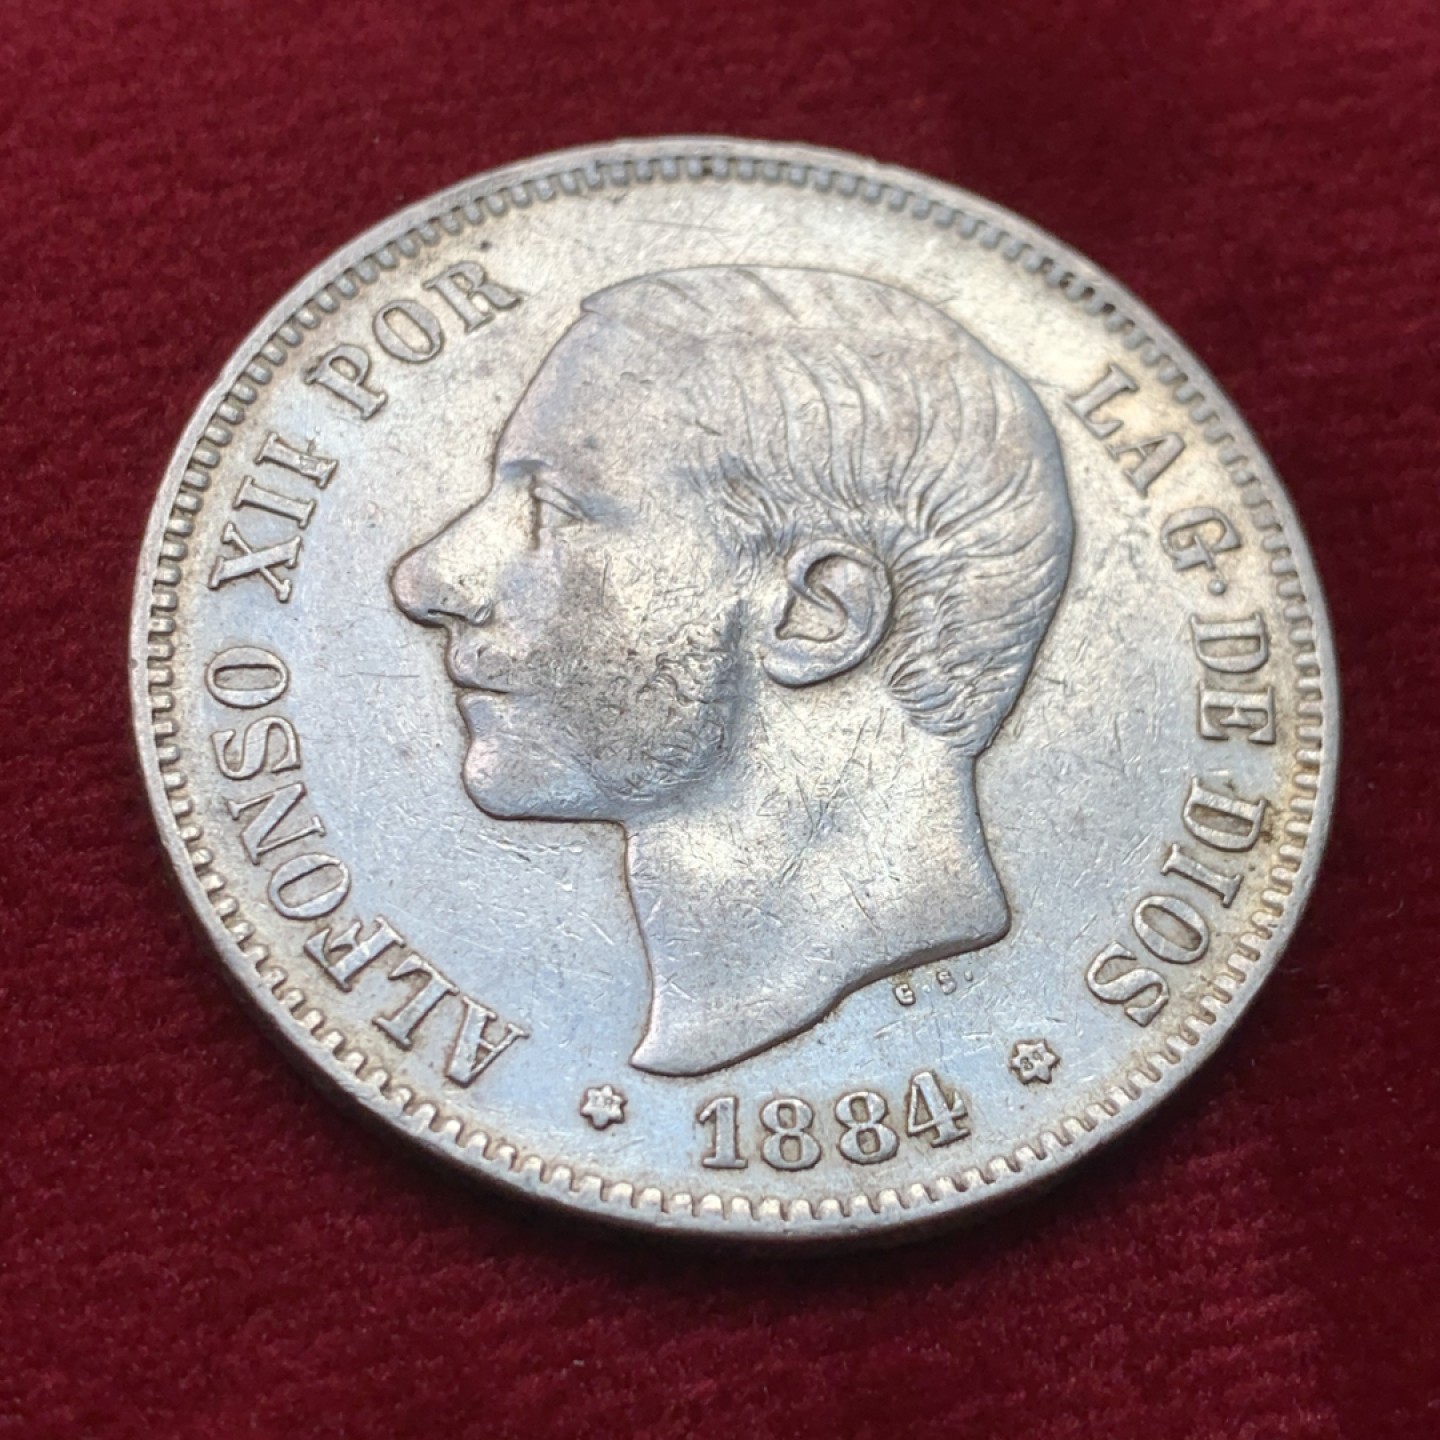 ALFONSO XII POR LA G. DE DIOS
G. S.
1884